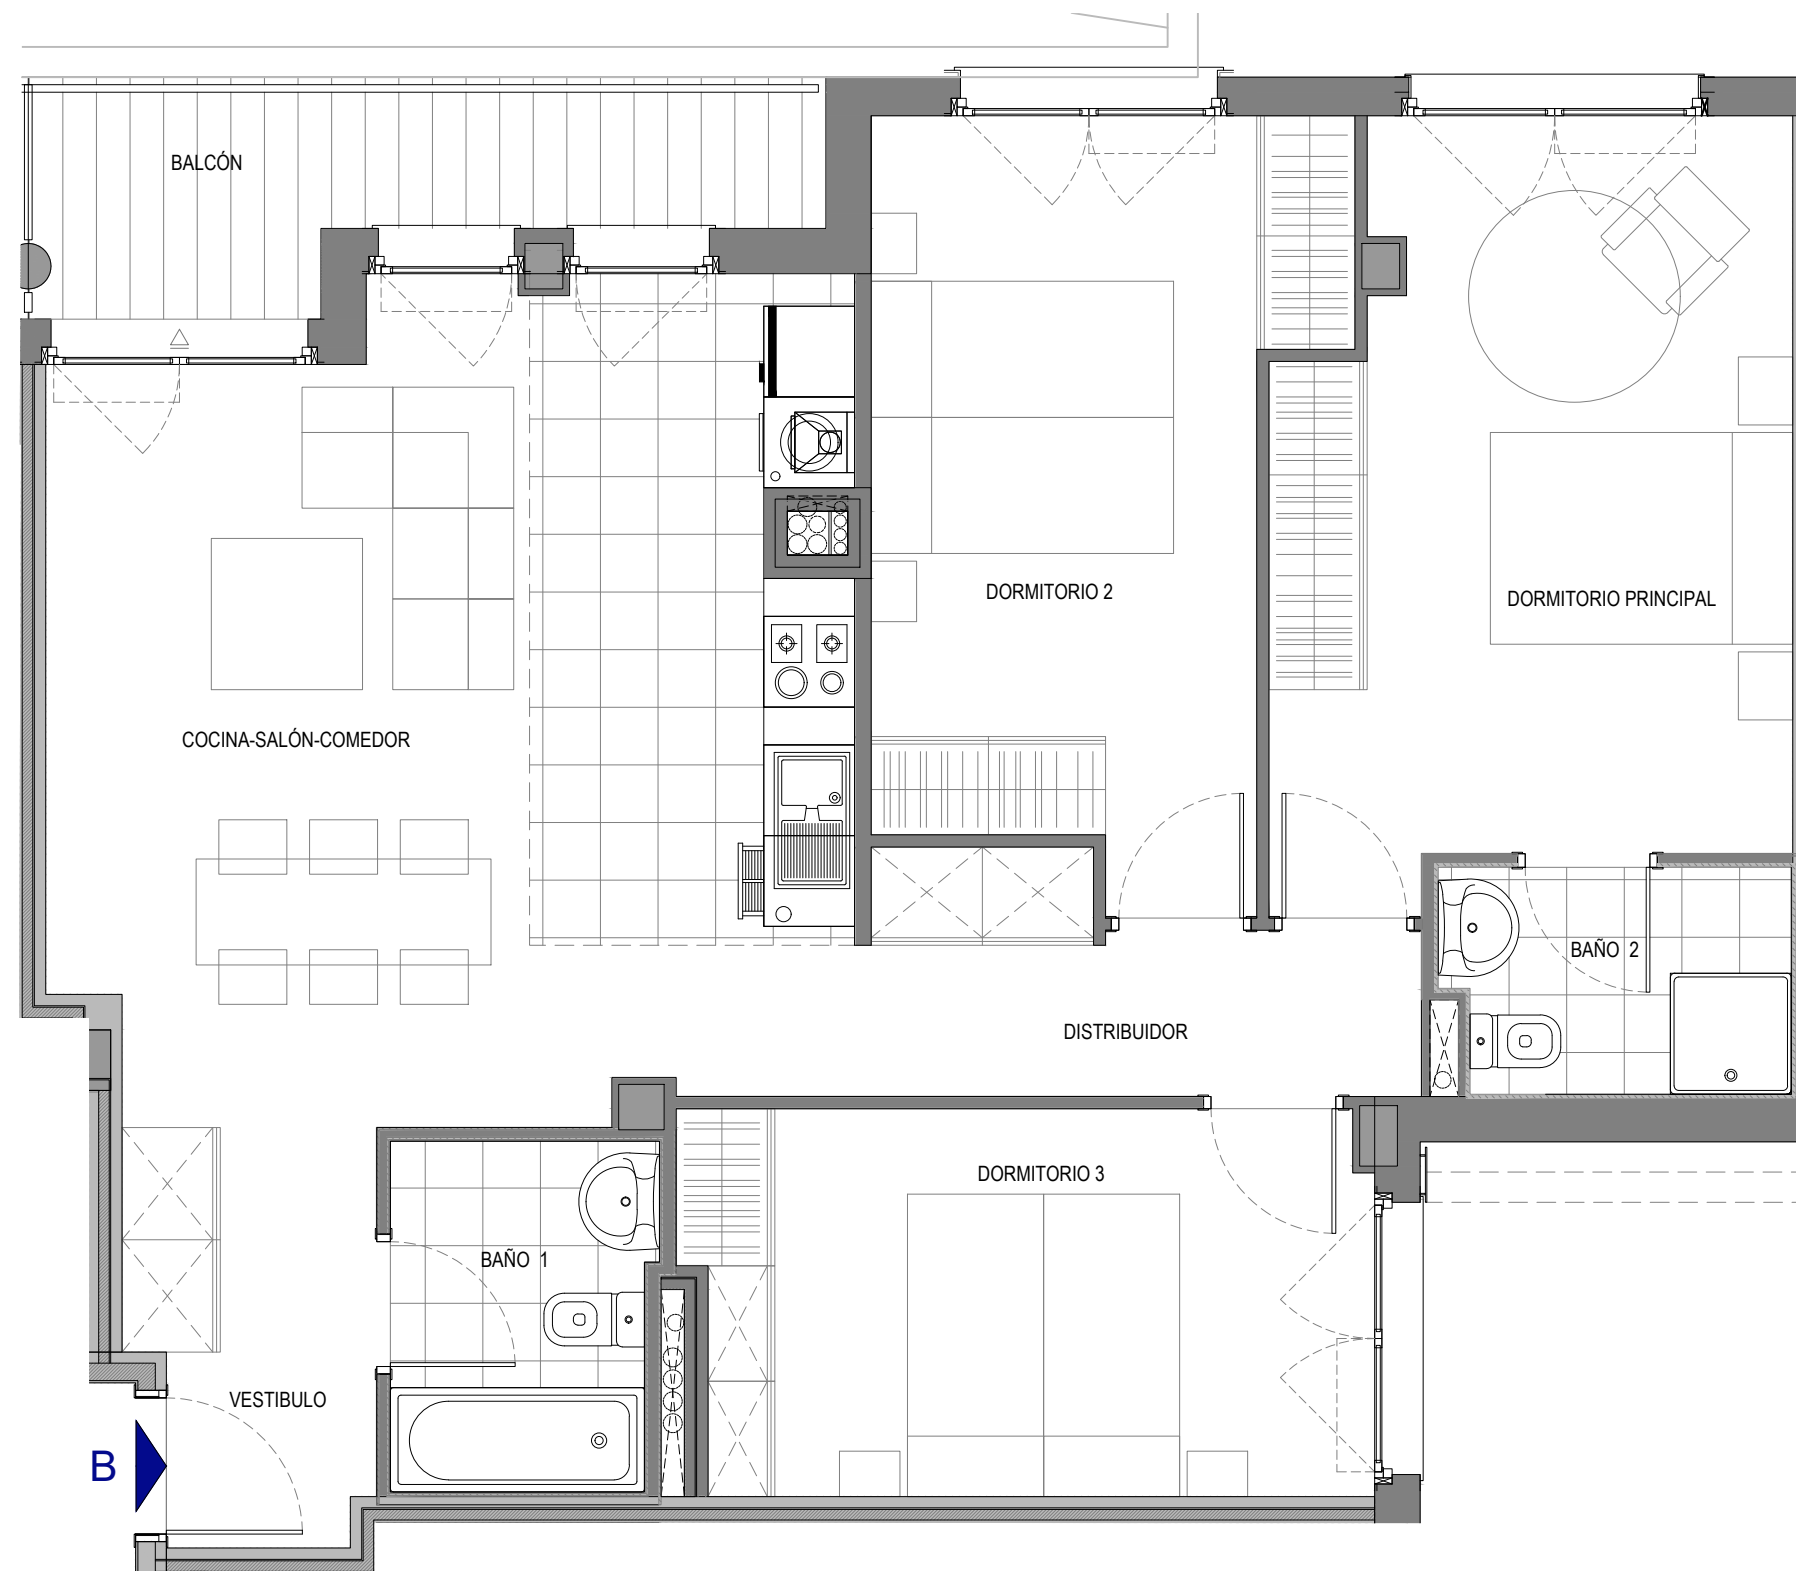 BALCÓN
DORMITORIO 2
DORMITORIO PRINCIPAL
COCINA-SALÓN-COMEDOR
BAÑO 2
DISTRIBUIDOR
DORMITORIO 3
BAÑO 1
VESTIBULO
B